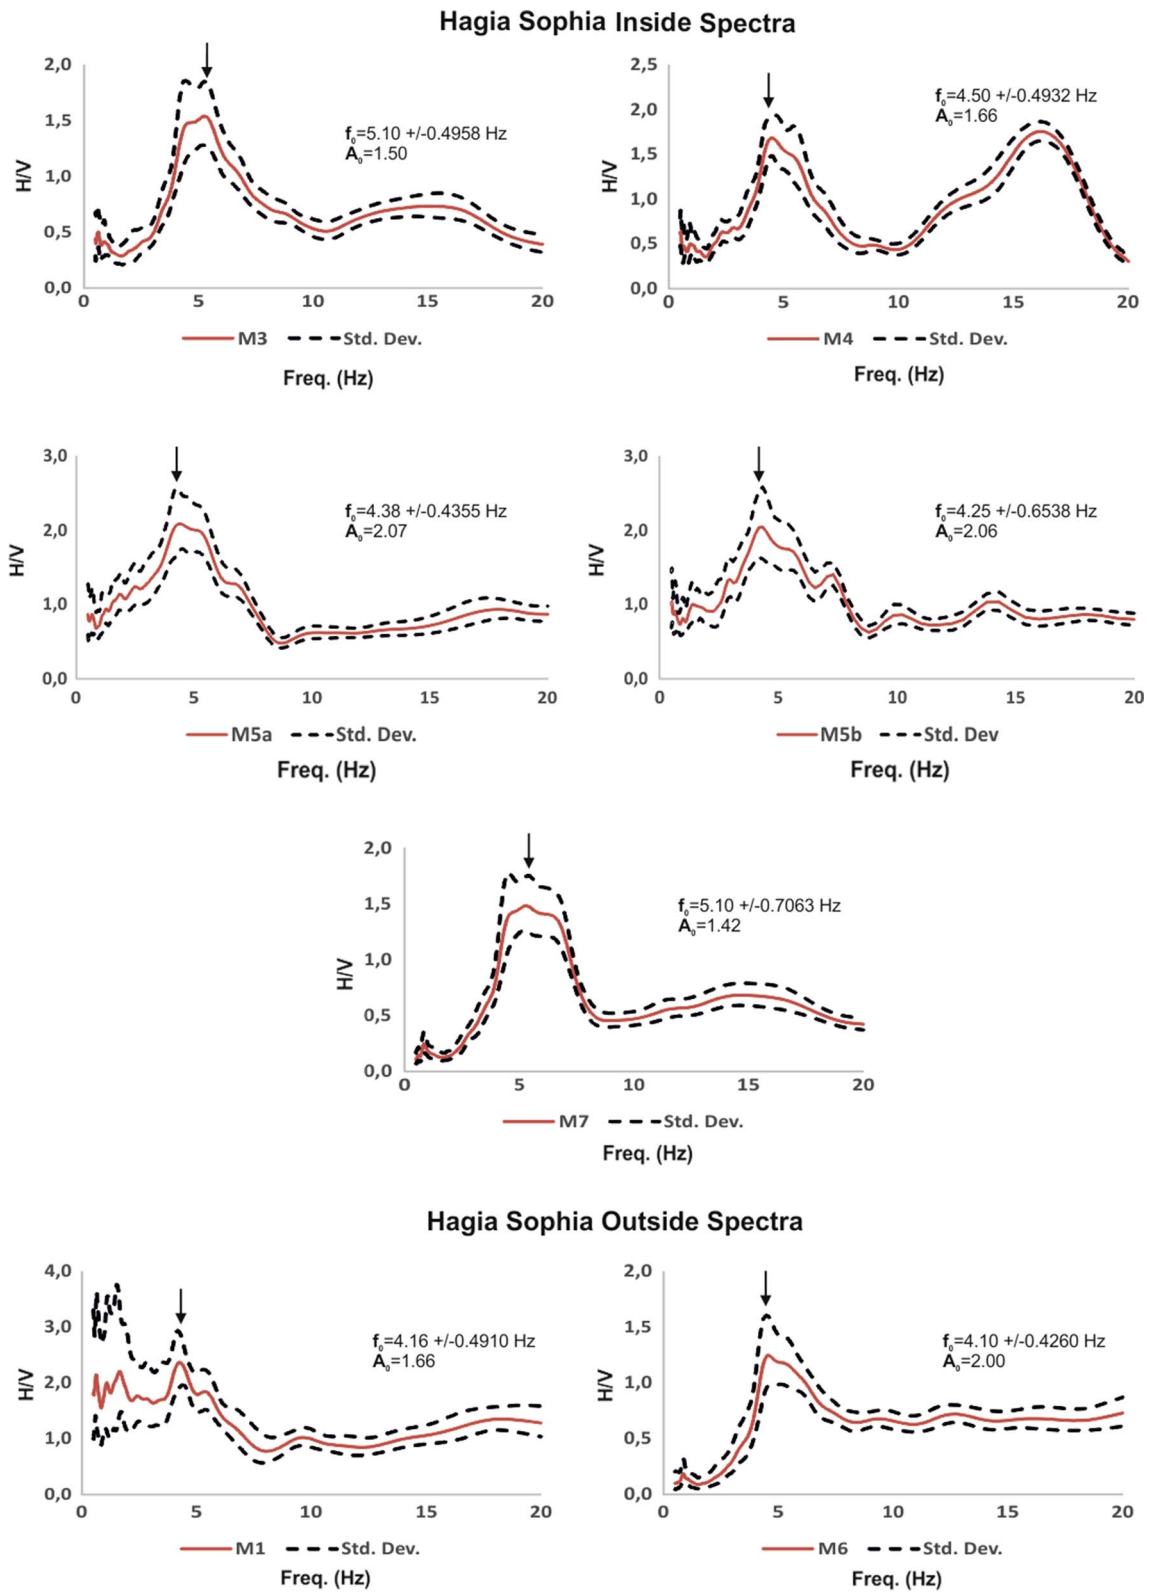 Hagia Sophia Inside Spectra
2,0
1,5
1,0
0,5
0,0
H/V
f₀=5.10 +/-0.4958 Hz
A₀=1.50
0 5 10 15 20
M3 Std. Dev.
Freq. (Hz)
2,5
2,0
1,5
1,0
0,5
0,0
H/V
f₀=4.50 +/-0.4932 Hz
A₀=1.66
0 5 10 15 20
M4 Std. Dev.
Freq. (Hz)
3,0
2,0
1,0
0,0
H/V
f₀=4.38 +/-0.4355 Hz
A₀=2.07
0 5 10 15 20
M5a Std. Dev.
Freq. (Hz)
3,0
2,0
1,0
0,0
H/V
f₀=4.25 +/-0.6538 Hz
A₀=2.06
0 5 10 15 20
M5b Std. Dev
Freq. (Hz)
2,0
1,5
1,0
0,5
0,0
H/V
f₀=5.10 +/-0.7063 Hz
A₀=1.42
0 5 10 15 20
M7 Std. Dev.
Freq. (Hz)
Hagia Sophia Outside Spectra
4,0
3,0
2,0
1,0
0,0
H/V
f₀=4.16 +/-0.4910 Hz
A₀=1.66
0 5 10 15 20
M1 Std. Dev.
Freq. (Hz)
2,0
1,5
1,0
0,5
0,0
H/V
f₀=4.10 +/-0.4260 Hz
A₀=2.00
0 5 10 15 20
M6 Std. Dev.
Freq. (Hz)